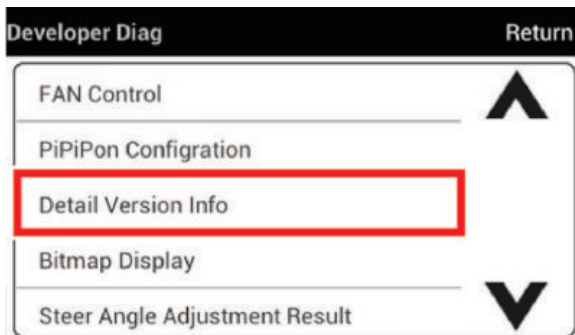 Developer Diag Return
FAN Control
PiPiPon Configration
Detail Version Info
Bitmap Display
Steer Angle Adjustment Result